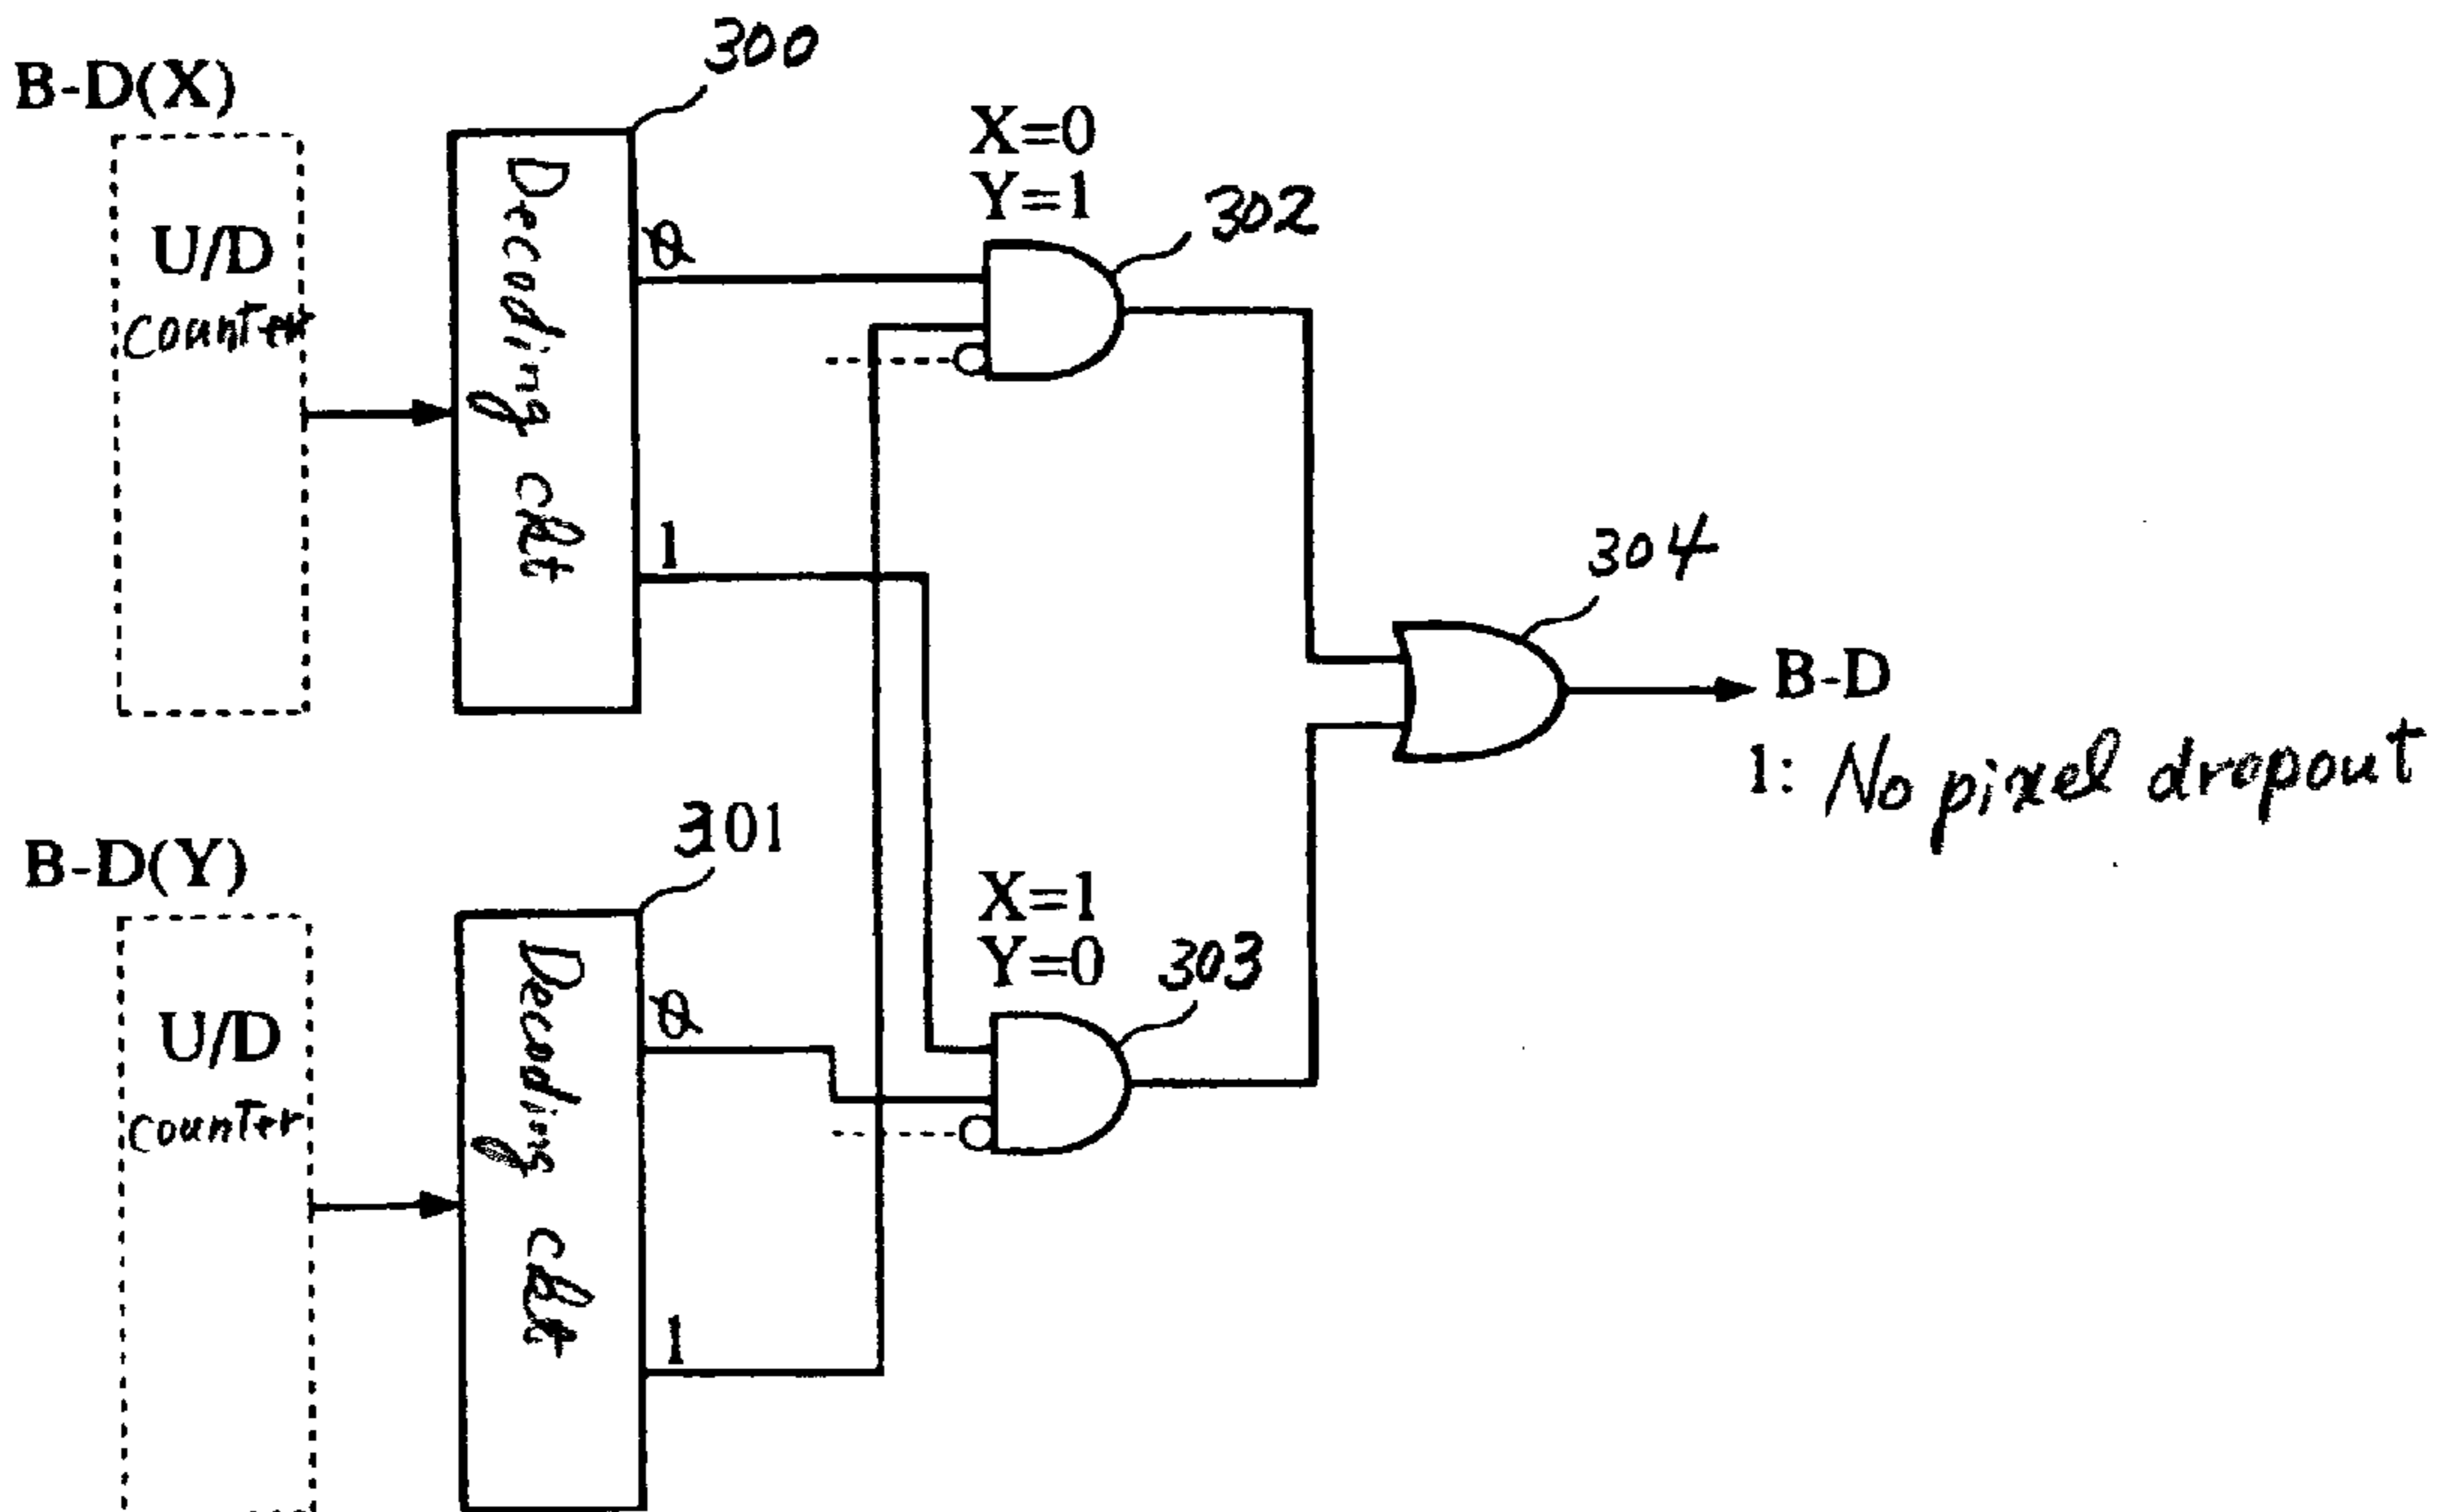 300
B-D(X)
U/D
counter
Decoding ckt
0
1
X=0
Y=1
302
304
B-D
1: No pixel dropout
301
B-D(Y)
U/D
counter
Decoding ckt
0
1
X=1
Y=0
303